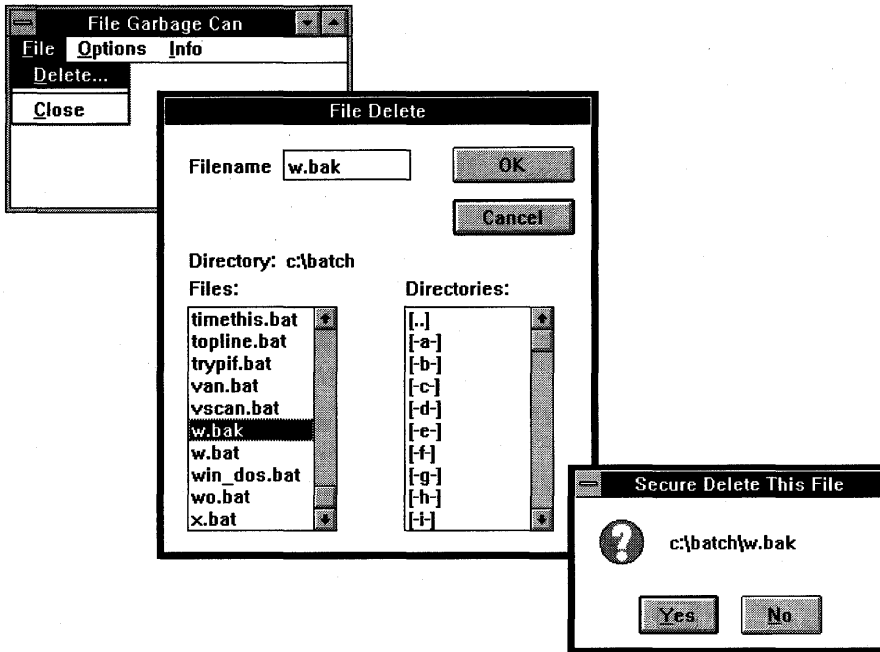 File Garbage Can
File Options Info
Delete...
Close
File Delete
Filename w.bak
OK
Cancel
Directory: c:\batch
Files:
timethis.bat
topline.bat
trypif.bat
van.bat
vscan.bat
w.bak
w.bat
win_dos.bat
wo.bat
x.bat
Directories:
[..]
[-a-]
[-b-]
[-c-]
[-d-]
[-e-]
[-f-]
[-g-]
[-h-]
[-i-]
Secure Delete This File
?
c:\batch\w.bak
Yes No